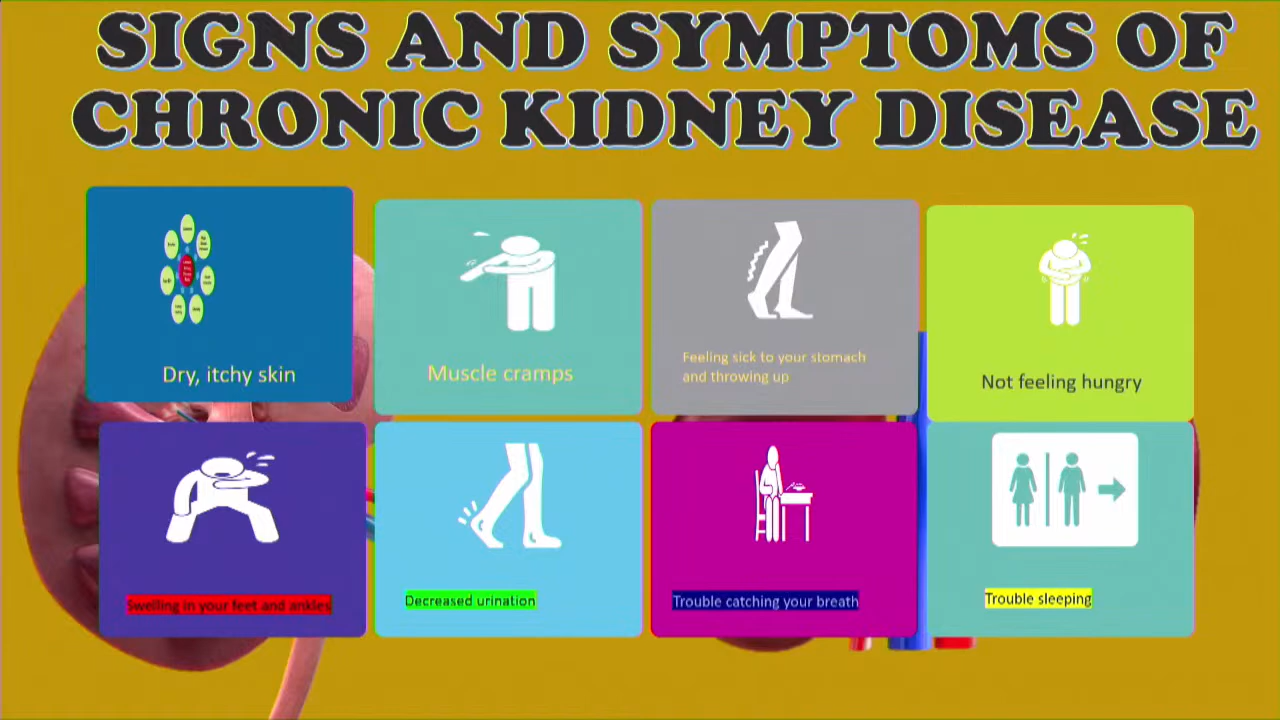 SIGNS AND SYMPTOMS OF
CHRONIC KIDNEY DISEASE
Dry, itchy skin
Muscle cramps
Feeling sick to your stomach
and throwing up
Not feeling hungry
Swelling in your feet and ankles
Decreased urination
Trouble catching your breath
Trouble sleeping